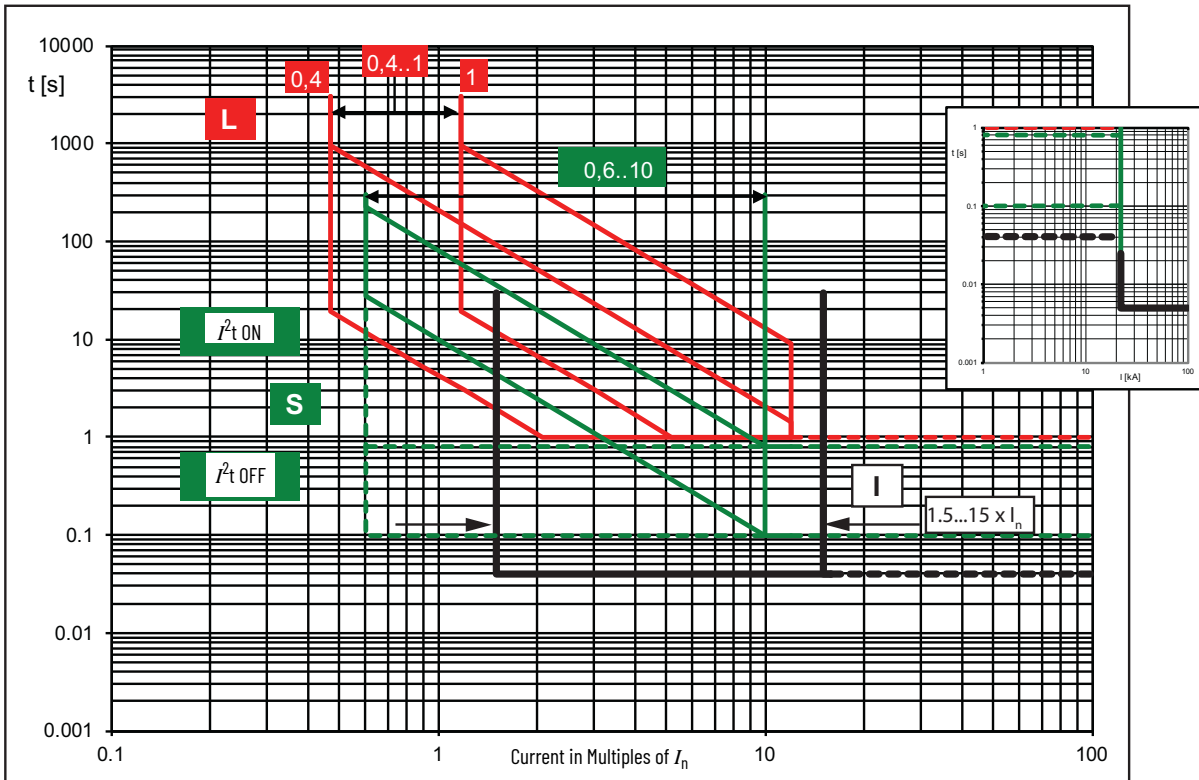 10000
t [s]
0,4
0,4..1
1
L
1000
0,6..10
100
I²t ON
10
S
1
I²t OFF
I
1.5...15 x Iₙ
0.1
0.01
0.001
0.1
1
Current in Multiples of Iₙ
10
100
1
t [s]
0.1
0.01
0.001
1
10
I [kA]
100